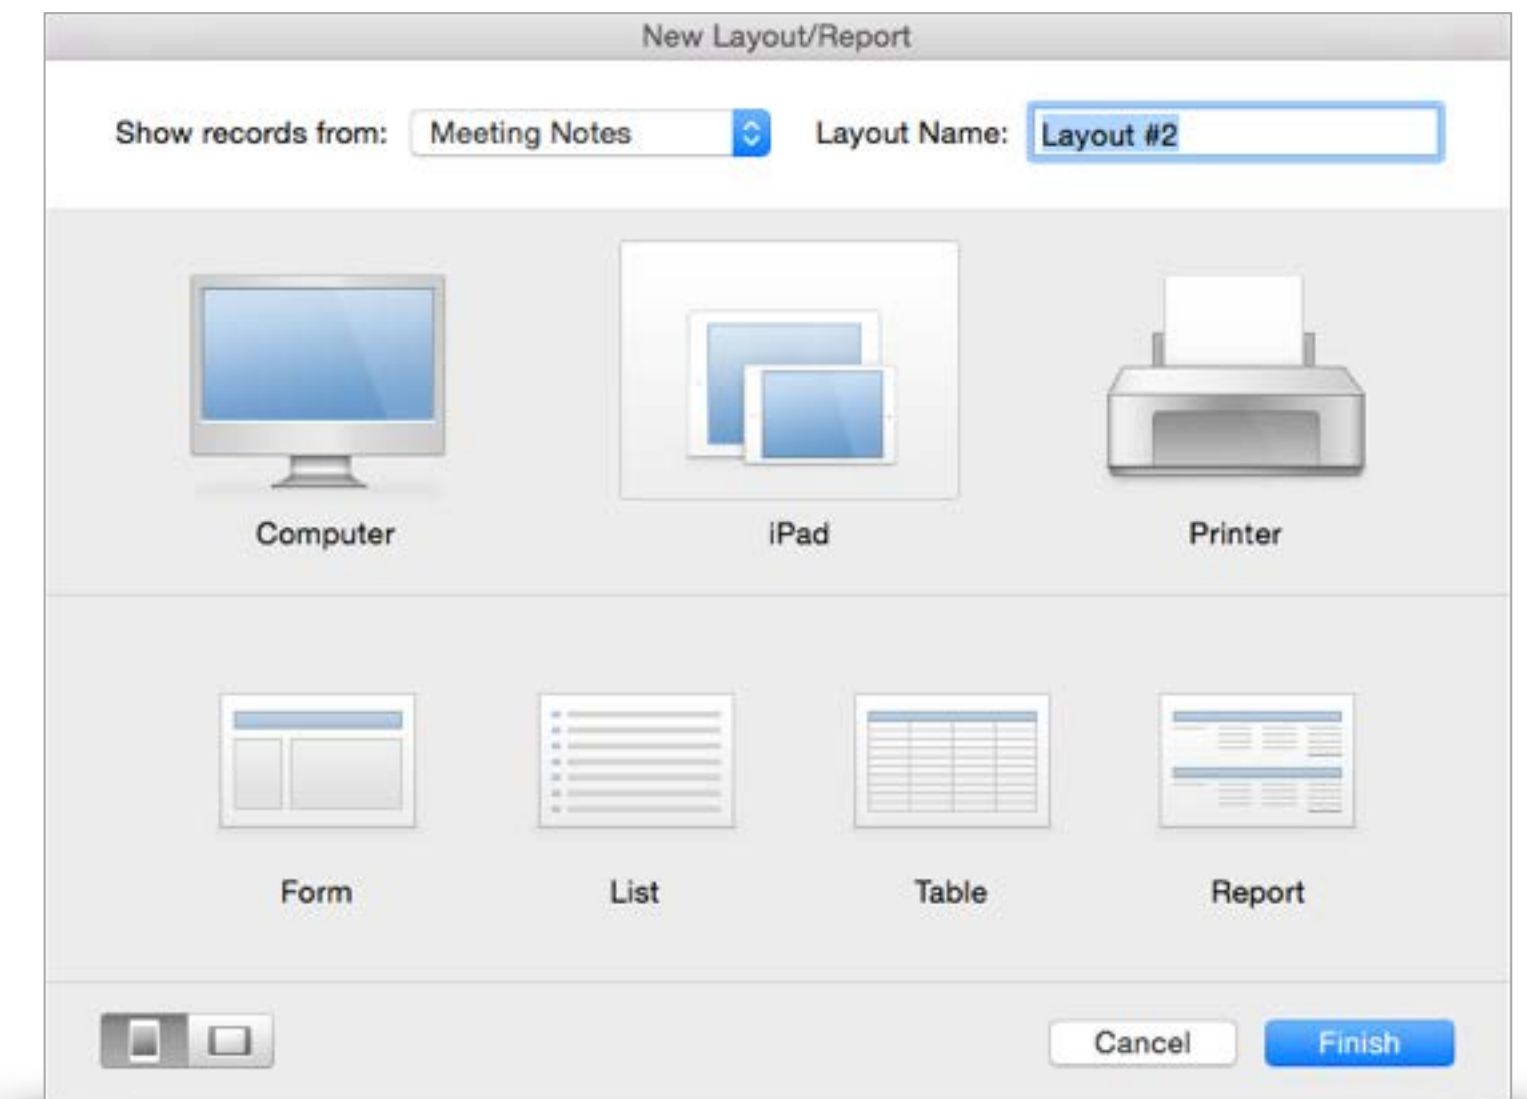 New Layout/Report
Show records from: Meeting Notes Layout Name: Layout #2
Computer iPad Printer
Form List Table Report
Cancel Finish